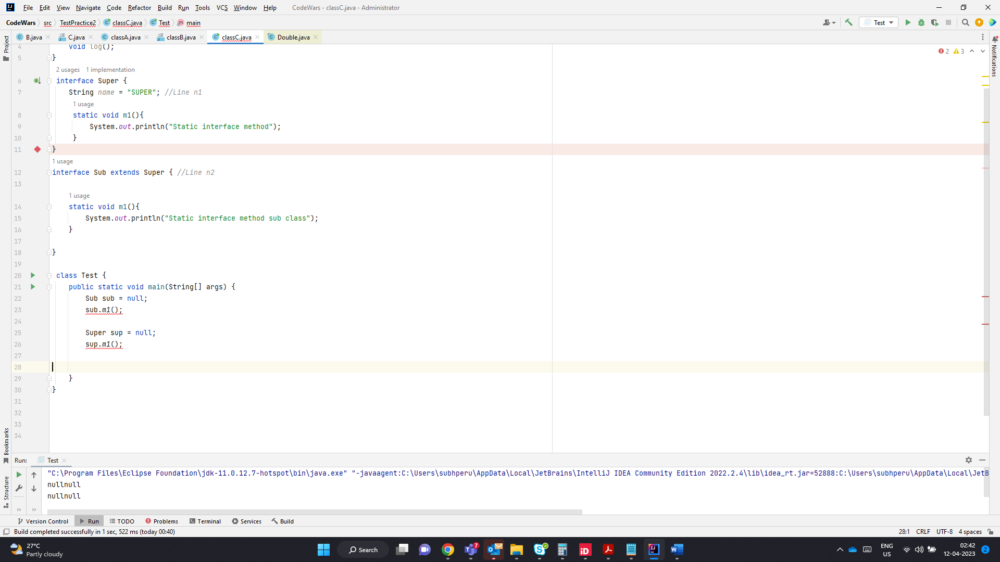 File Edit View Navigate Code Refactor Build Run Tools VCS Window Help CodeWars - classC.java - Administrator
CodeWars src TestPractice2 classC.java Test main Test
B.java C.java classA.java classB.java classC.java Double.java
Project
Notifications
2 3
4 void log();
5 }
2 usages 1 implementation
6 interface Super {
7 String name = "SUPER"; //Line n1
1 usage
8 static void m1(){
9 System.out.println("Static interface method");
10 }
11 }
1 usage
12 interface Sub extends Super { //Line n2
13
1 usage
14 static void m1(){
15 System.out.println("Static interface method sub class");
16 }
17
18 }
19
20 class Test {
21 public static void main(String[] args) {
22 Sub sub = null;
23 sub.m1();
24
25 Super sup = null;
26 sup.m1();
27
28
29 }
30 }
31
32
33
34
Bookmarks
Structure
Run: Test
"C:\Program Files\Eclipse Foundation\jdk-11.0.12.7-hotspot\bin\java.exe" "-javaagent:C:\Users\subhperu\AppData\Local\JetBrains\IntelliJ IDEA Community Edition 2022.2.4\lib\idea_rt.jar=52888:C:\Users\subhperu\AppData\Local\JetB
nullnull
nullnull
Version Control Run TODO Problems Terminal Services Build
Build completed successfully in 1 sec, 522 ms (today 00:40) 28:1 CRLF UTF-8 4 spaces
27°C
Partly cloudy
Search
7
iD
ENG
US
02:42
12-04-2023
2